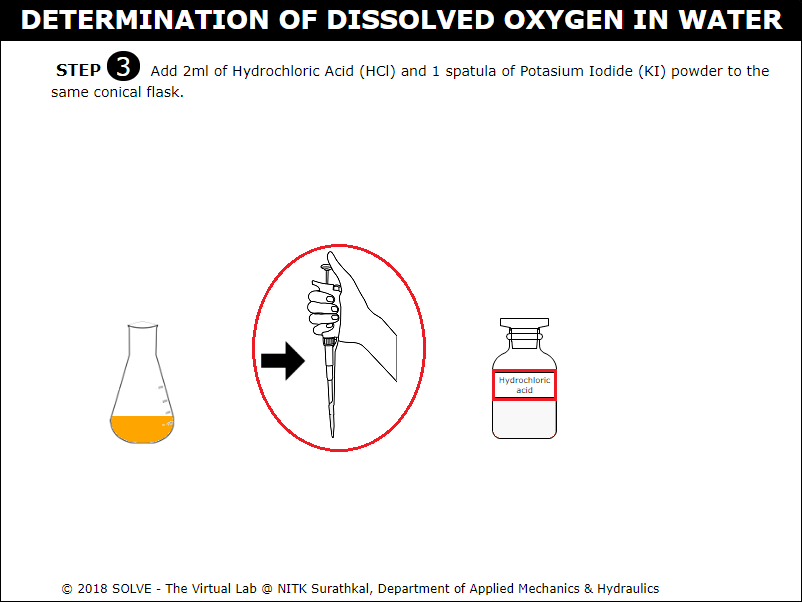 DETERMINATION OF DISSOLVED OXYGEN IN WATER
STEP 3 Add 2ml of Hydrochloric Acid (HCl) and 1 spatula of Potasium Iodide (KI) powder to the
same conical flask.
Hydrochloric
acid
© 2018 SOLVE - The Virtual Lab @ NITK Surathkal, Department of Applied Mechanics & Hydraulics